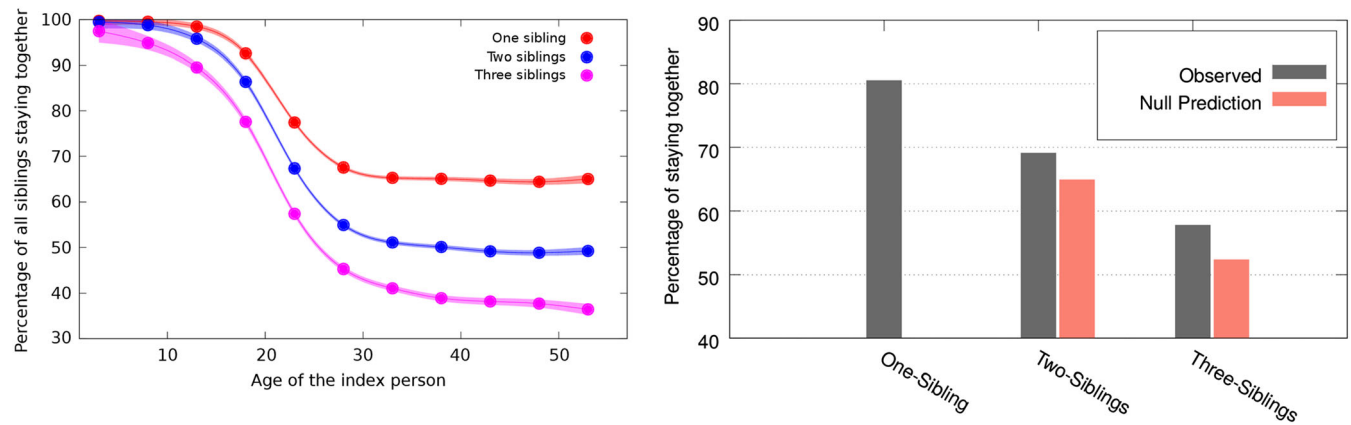 Percentage of all siblings staying together
100
90
80
70
60
50
40
30
One sibling
Two siblings
Three siblings
10 20 30 40 50
Age of the index person
Percentage of staying together
90
80
70
60
50
40
Observed
Null Prediction
One-Sibling
Two-Siblings
Three-Siblings